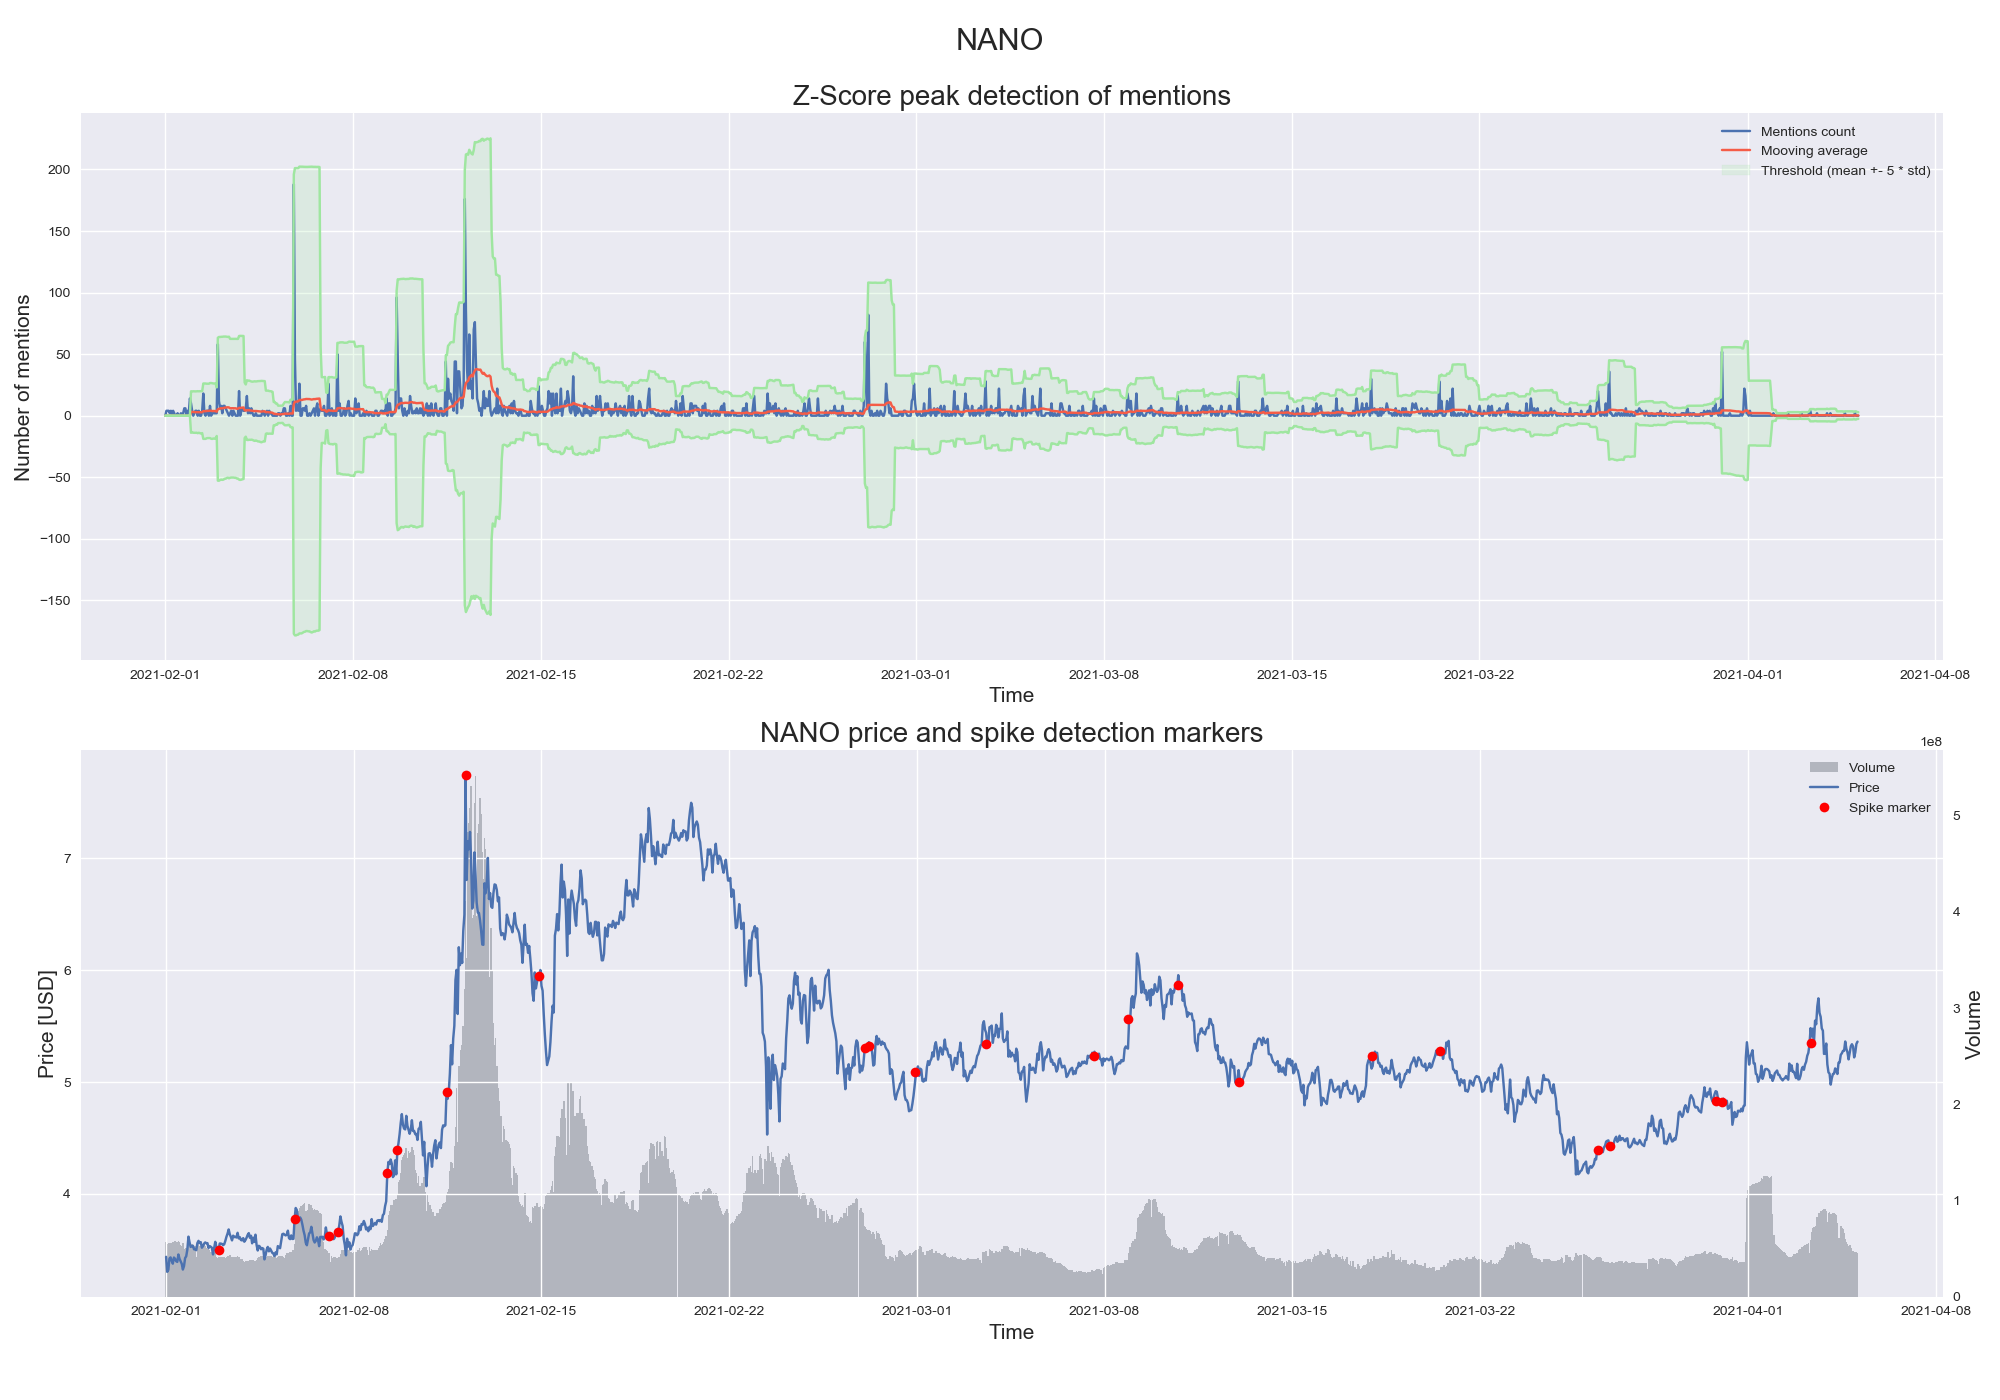 NANO
Z-Score peak detection of mentions
Mentions count
Mooving average
Threshold (mean +- 5 * std)
Number of mentions
200
150
100
50
0
−50
−100
−150
2021-02-01 2021-02-08 2021-02-15 2021-02-22 2021-03-01 2021-03-08 2021-03-15 2021-03-22 2021-04-01 2021-04-08
Time
NANO price and spike detection markers
1e8
Volume
Price
Spike marker
Price [USD]
7
6
5
4
5
4
3
2
1
0
Volume
2021-02-01 2021-02-08 2021-02-15 2021-02-22 2021-03-01 2021-03-08 2021-03-15 2021-03-22 2021-04-01 2021-04-08
Time